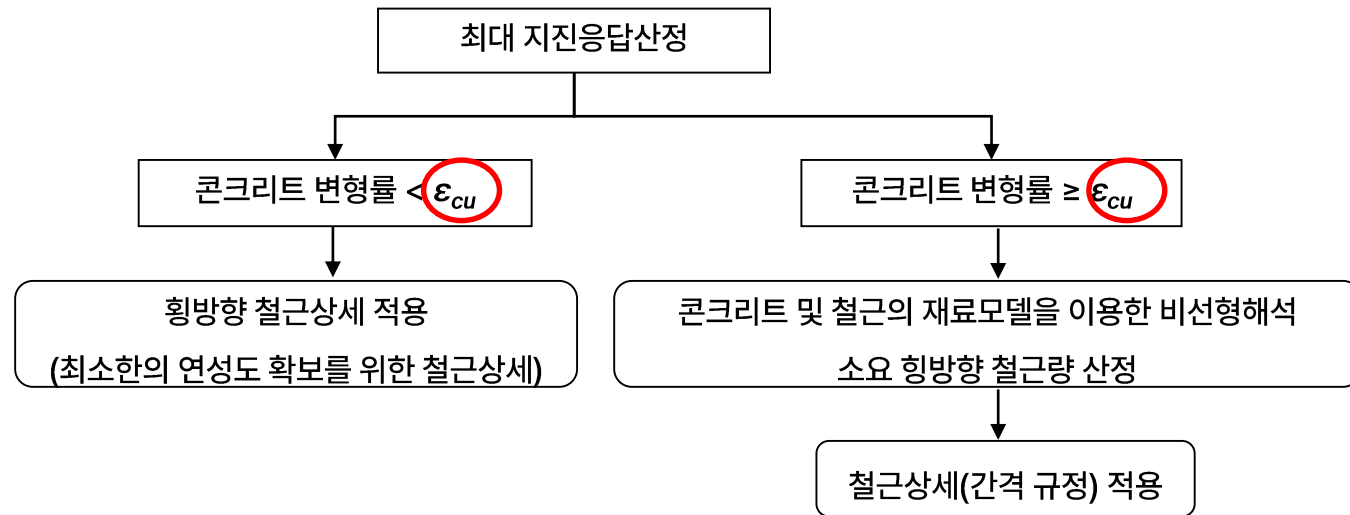 최대 지진응답산정
콘크리트 변형률 < εcu
콘크리트 변형률 ≥ εcu
횡방향 철근상세 적용
(최소한의 연성도 확보를 위한 철근상세)
콘크리트 및 철근의 재료모델을 이용한 비선형해석
소요 힝방향 철근량 산정
철근상세(간격 규정) 적용